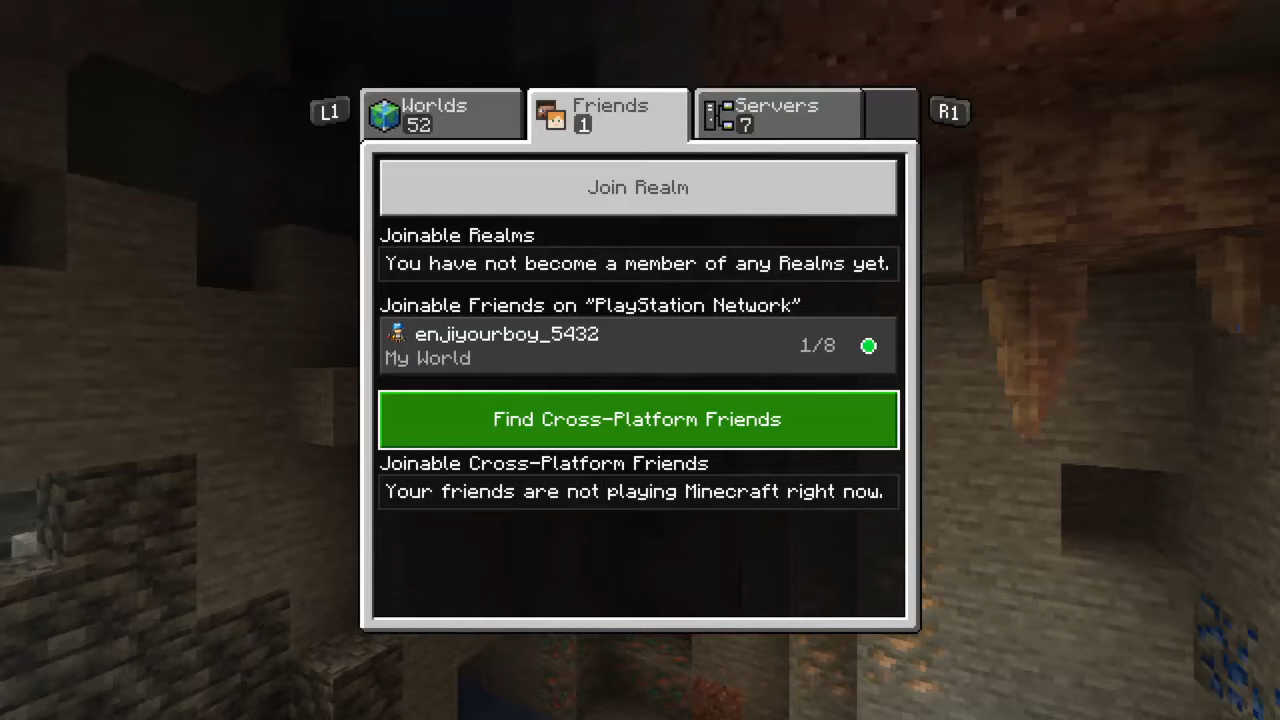 L1
Worlds
52
Friends
1
Servers
7
R1
Join Realm
Joinable Realms
You have not become a member of any Realms yet.
Joinable Friends on "PlayStation Network"
enjiyourboy_5432
My World
1/8
Find Cross-Platform Friends
Joinable Cross-Platform Friends
Your friends are not playing Minecraft right now.